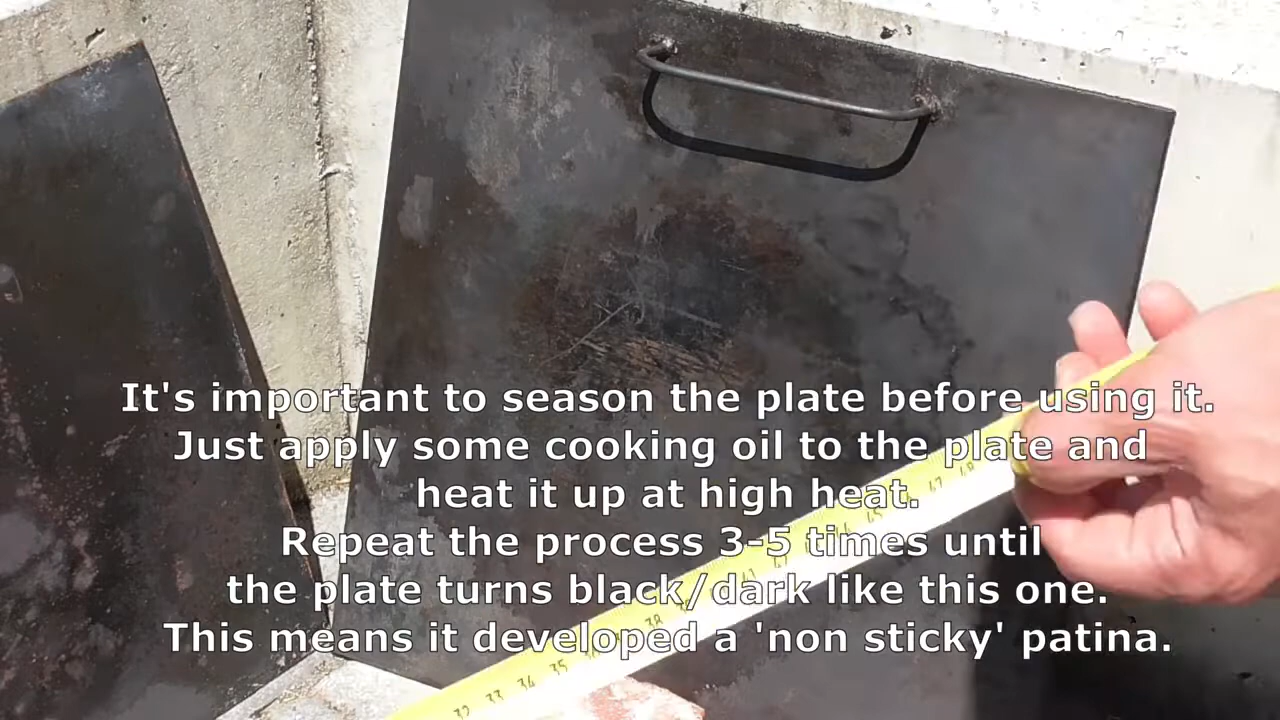 It's important to season the plate before using it.
Just apply some cooking oil to the plate and
heat it up at high heat.
Repeat the process 3-5 times until
the plate turns black/dark like this one.
This means it developed a 'non sticky' patina.